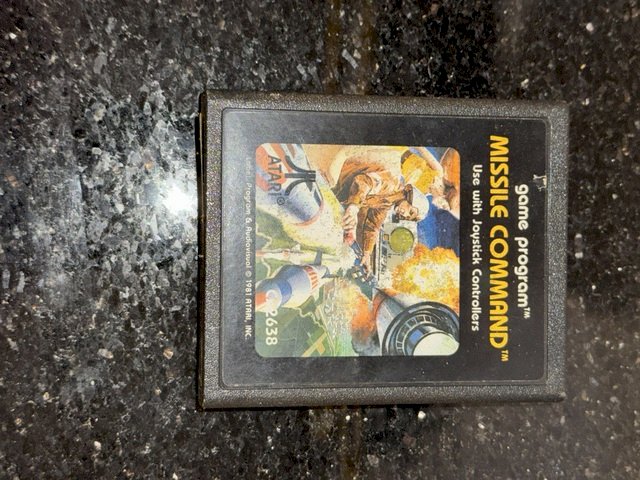 game program™
MISSILE COMMAND™
Use with Joystick Controllers
ATARI®
CX2638
Program & Audiovisual © 1981 ATARI, INC.